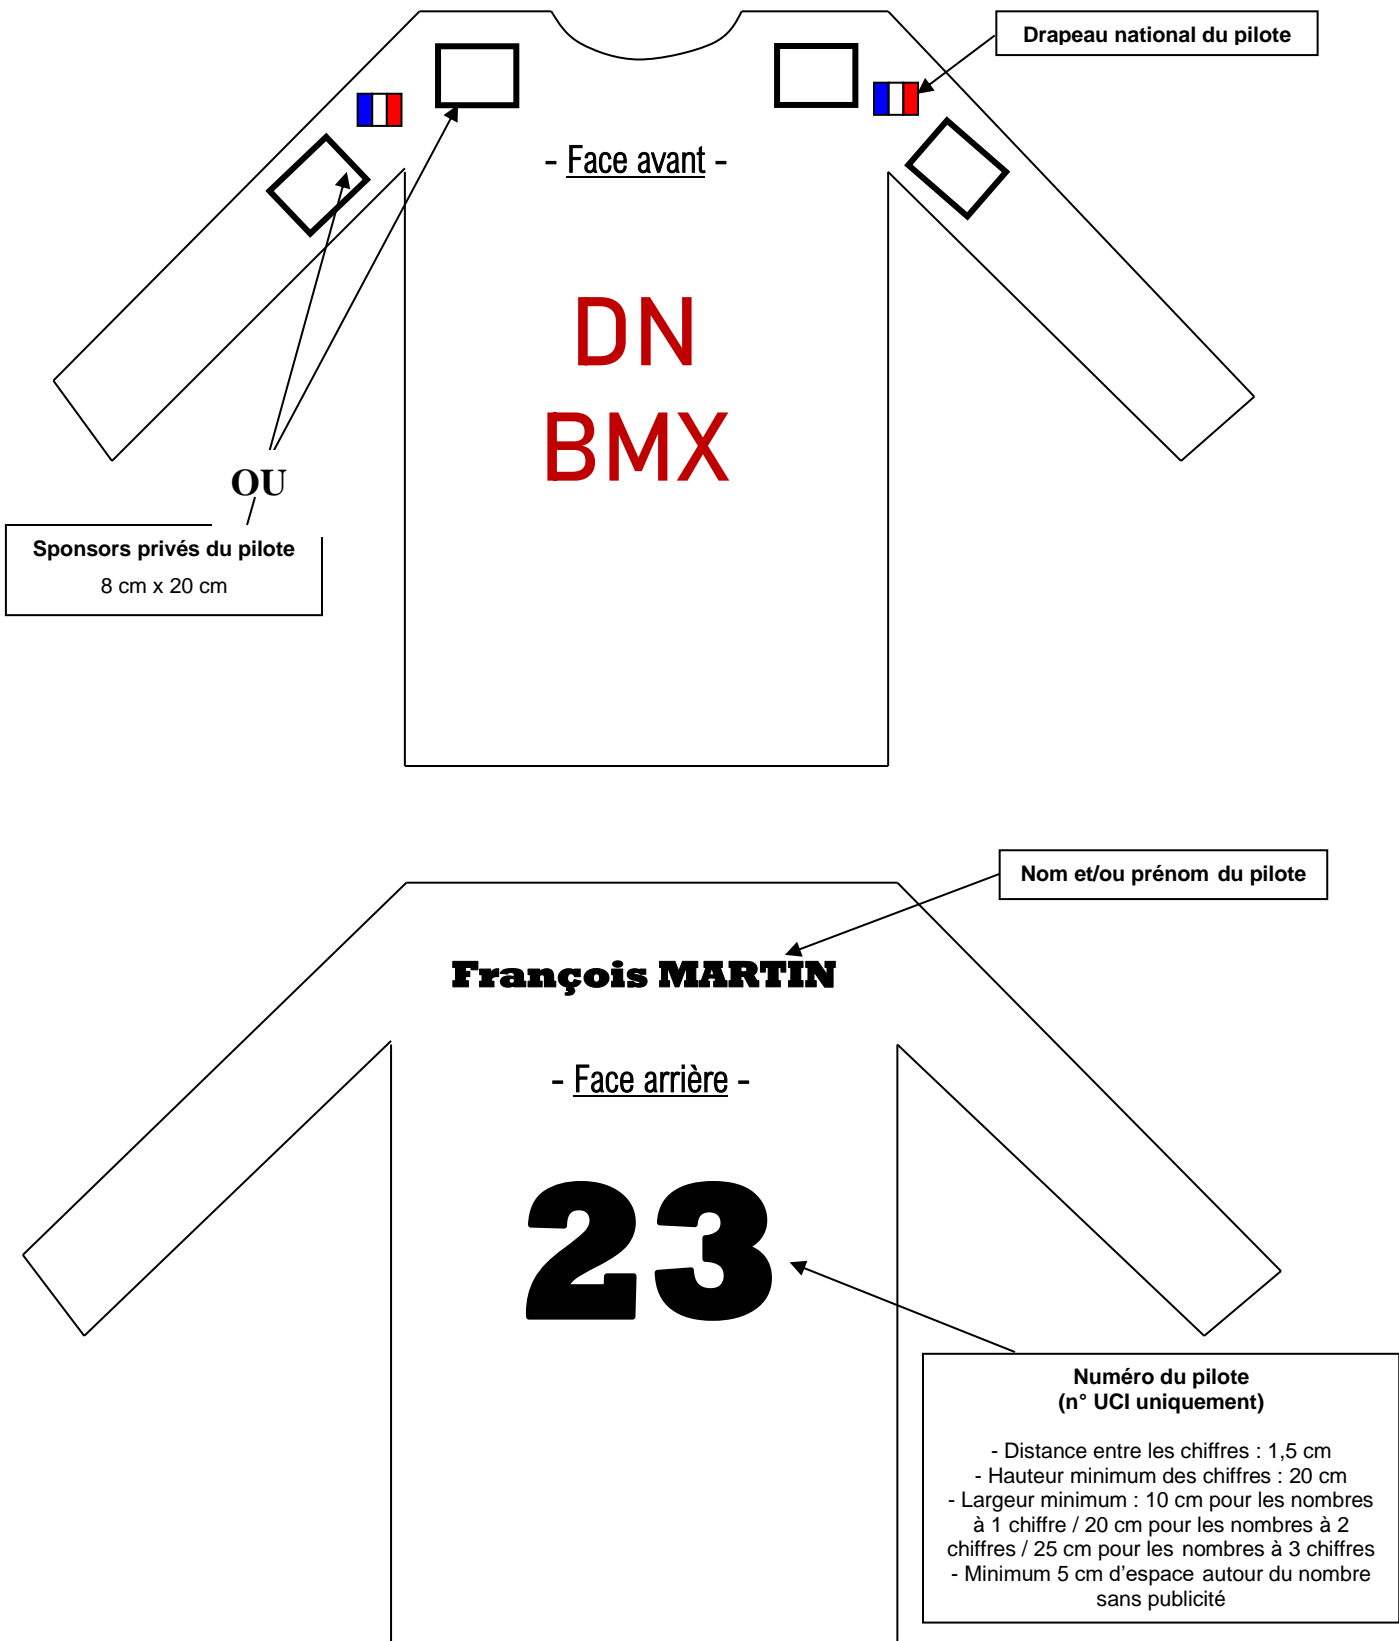 Drapeau national du pilote
- Face avant -
DN
BMX
OU
Sponsors privés du pilote
8 cm x 20 cm
Nom et/ou prénom du pilote
François MARTIN
- Face arrière -
23
Numéro du pilote
(n° UCI uniquement)
- Distance entre les chiffres : 1,5 cm
- Hauteur minimum des chiffres : 20 cm
- Largeur minimum : 10 cm pour les nombres
à 1 chiffre / 20 cm pour les nombres à 2
chiffres / 25 cm pour les nombres à 3 chiffres
- Minimum 5 cm d'espace autour du nombre
sans publicité